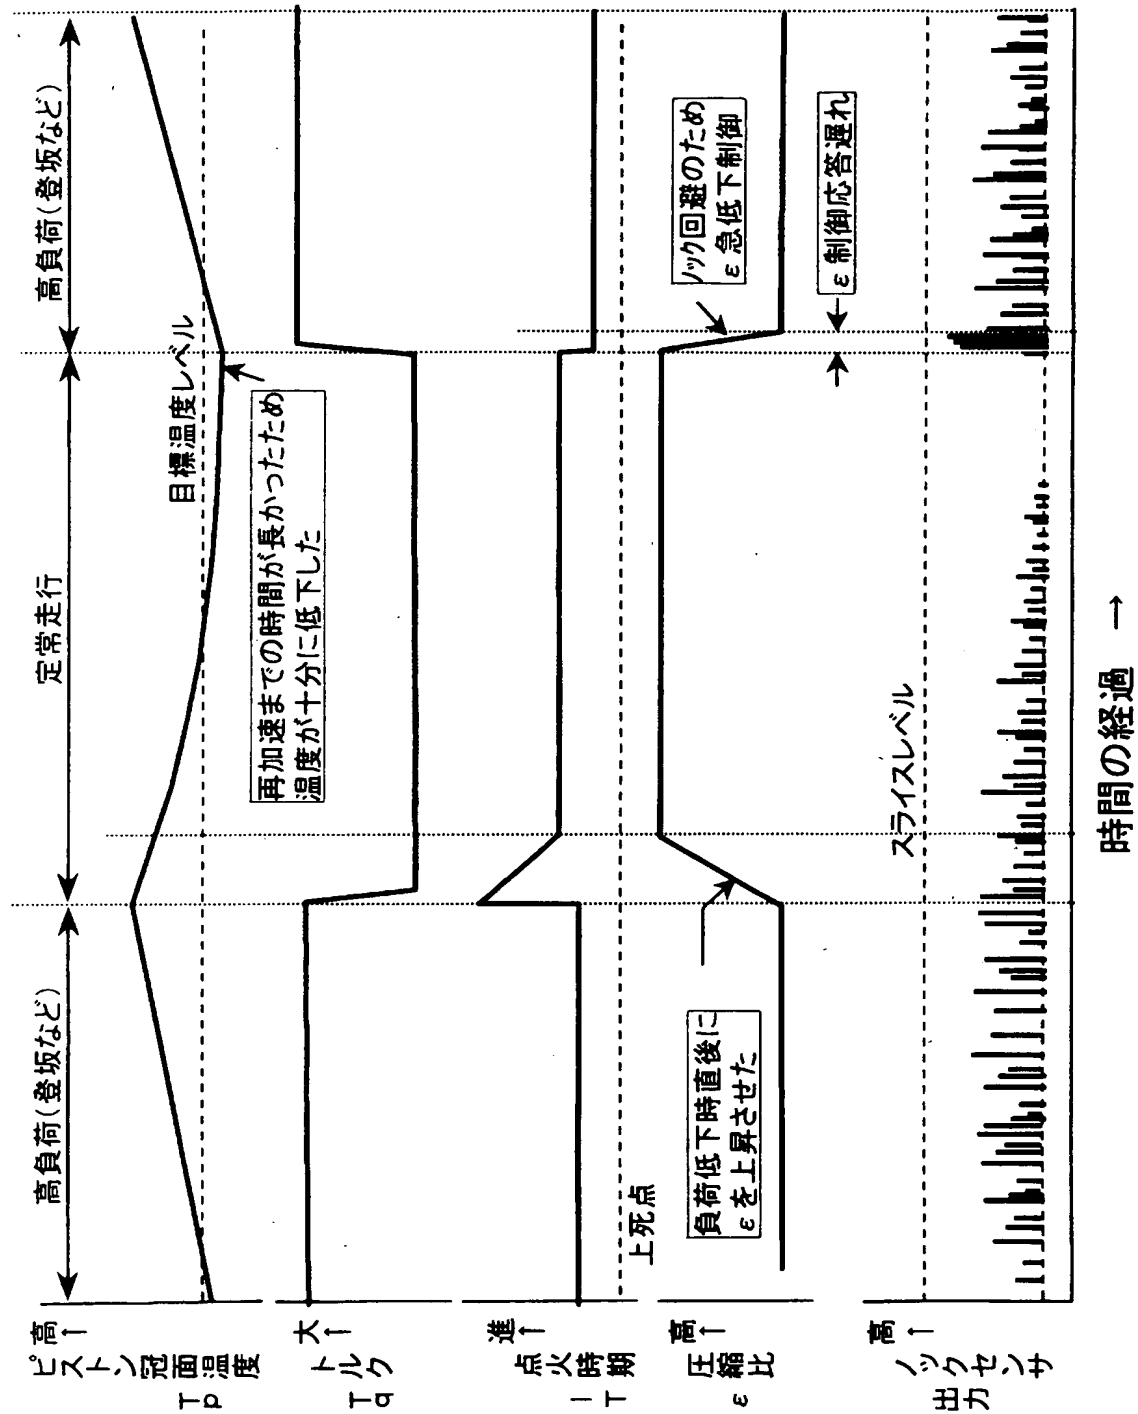 高負荷(登坂など)
定常走行
高負荷(登坂など)
高
ピストン冠面温度
Tp
目標温度レベル
再加速までの時間が長かったため
温度が十分に低下した
大
トルク
Tq
進
点火時期
IT
上死点
高
圧縮比
ε
負荷低下時直後に
εを上昇させた
ノック回避のため
ε急低下制御
ε制御応答遅れ
高
ノックセンサ
出力
スライスレベル
時間の経過 →